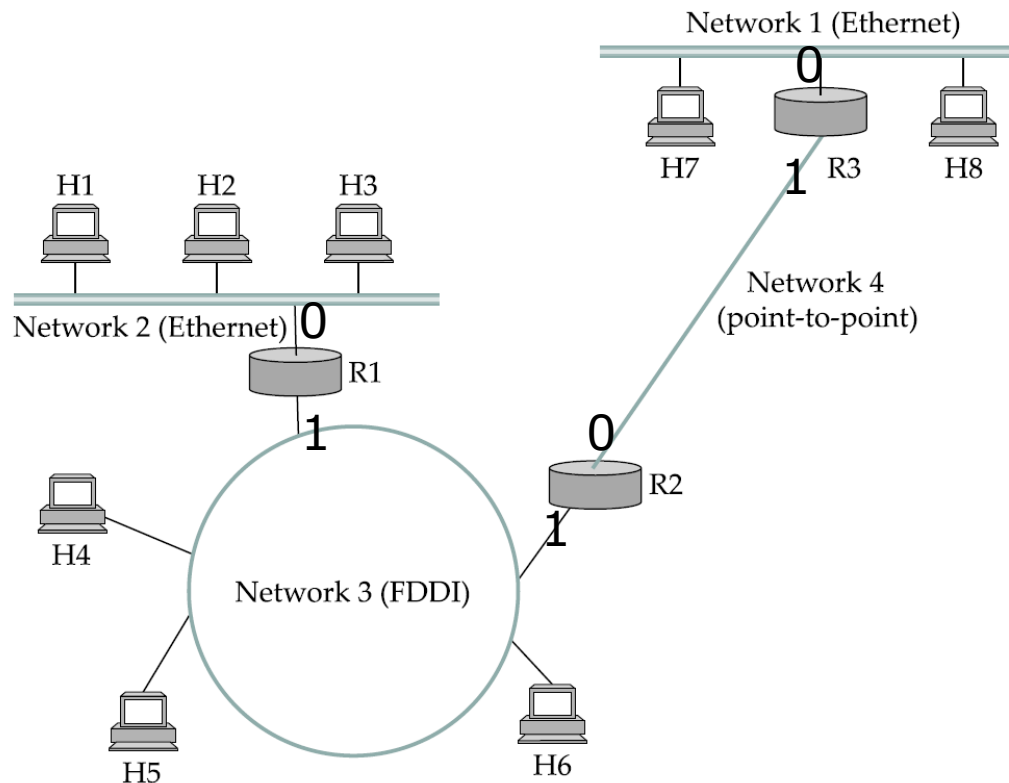 Network 1 (Ethernet)
0
H7
R3
H8
1
H1
H2
H3
Network 4
(point-to-point)
Network 2 (Ethernet)
0
R1
1
0
R2
1
H4
Network 3 (FDDI)
H5
H6